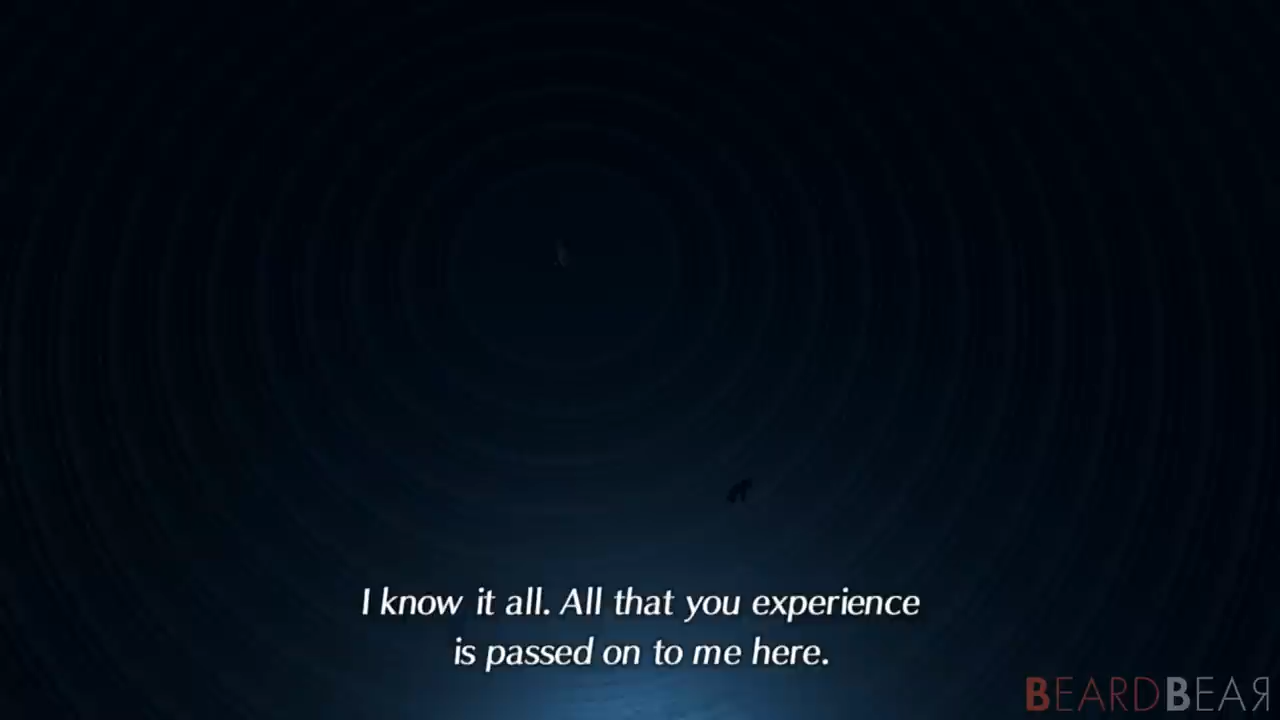 I know it all. All that you experience
is passed on to me here.
BEARDBEAЯ